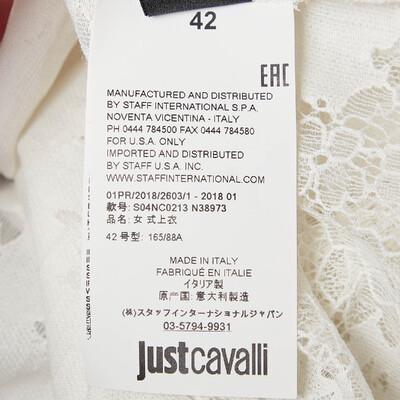 42
EAC
MANUFACTURED AND DISTRIBUTED
BY STAFF INTERNATIONAL S.P.A.
NOVENTA VICENTINA - ITALY
PH 0444 784500 FAX 0444 784580
FOR U.S.A. ONLY
IMPORTED AND DISTRIBUTED
BY STAFF U.S.A. INC.
WWW.STAFFINTERNATIONAL.COM
01PR/2018/2603/1 - 2018 01
款号: S04NC0213 N38973
品名: 女 式上衣
42 号型: 165/88A
MADE IN ITALY
FABRIQUÉ EN ITALIE
イタリア製
原产国: 意大利製造
(株)スタッフインターナショナルジャパン
03-5794-9931
justcavalli